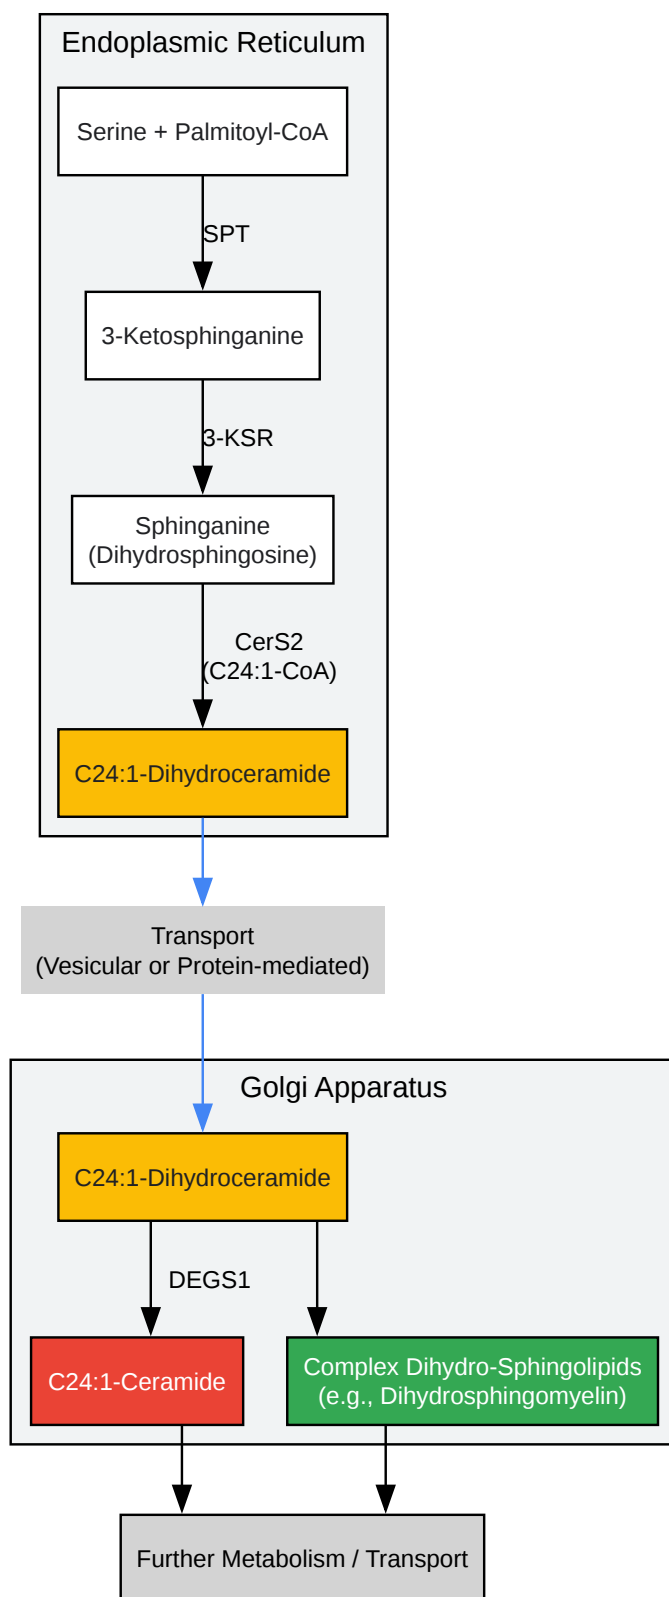 Endoplasmic Reticulum
Serine + Palmitoyl-CoA
SPT
3-Ketosphinganine
3-KSR
Sphinganine
(Dihydrosphingosine)
CerS2
(C24:1-CoA)
C24:1-Dihydroceramide
Transport
(Vesicular or Protein-mediated)
Golgi Apparatus
C24:1-Dihydroceramide
DEGS1
C24:1-Ceramide
Complex Dihydro-Sphingolipids
(e.g., Dihydrosphingomyelin)
Further Metabolism / Transport